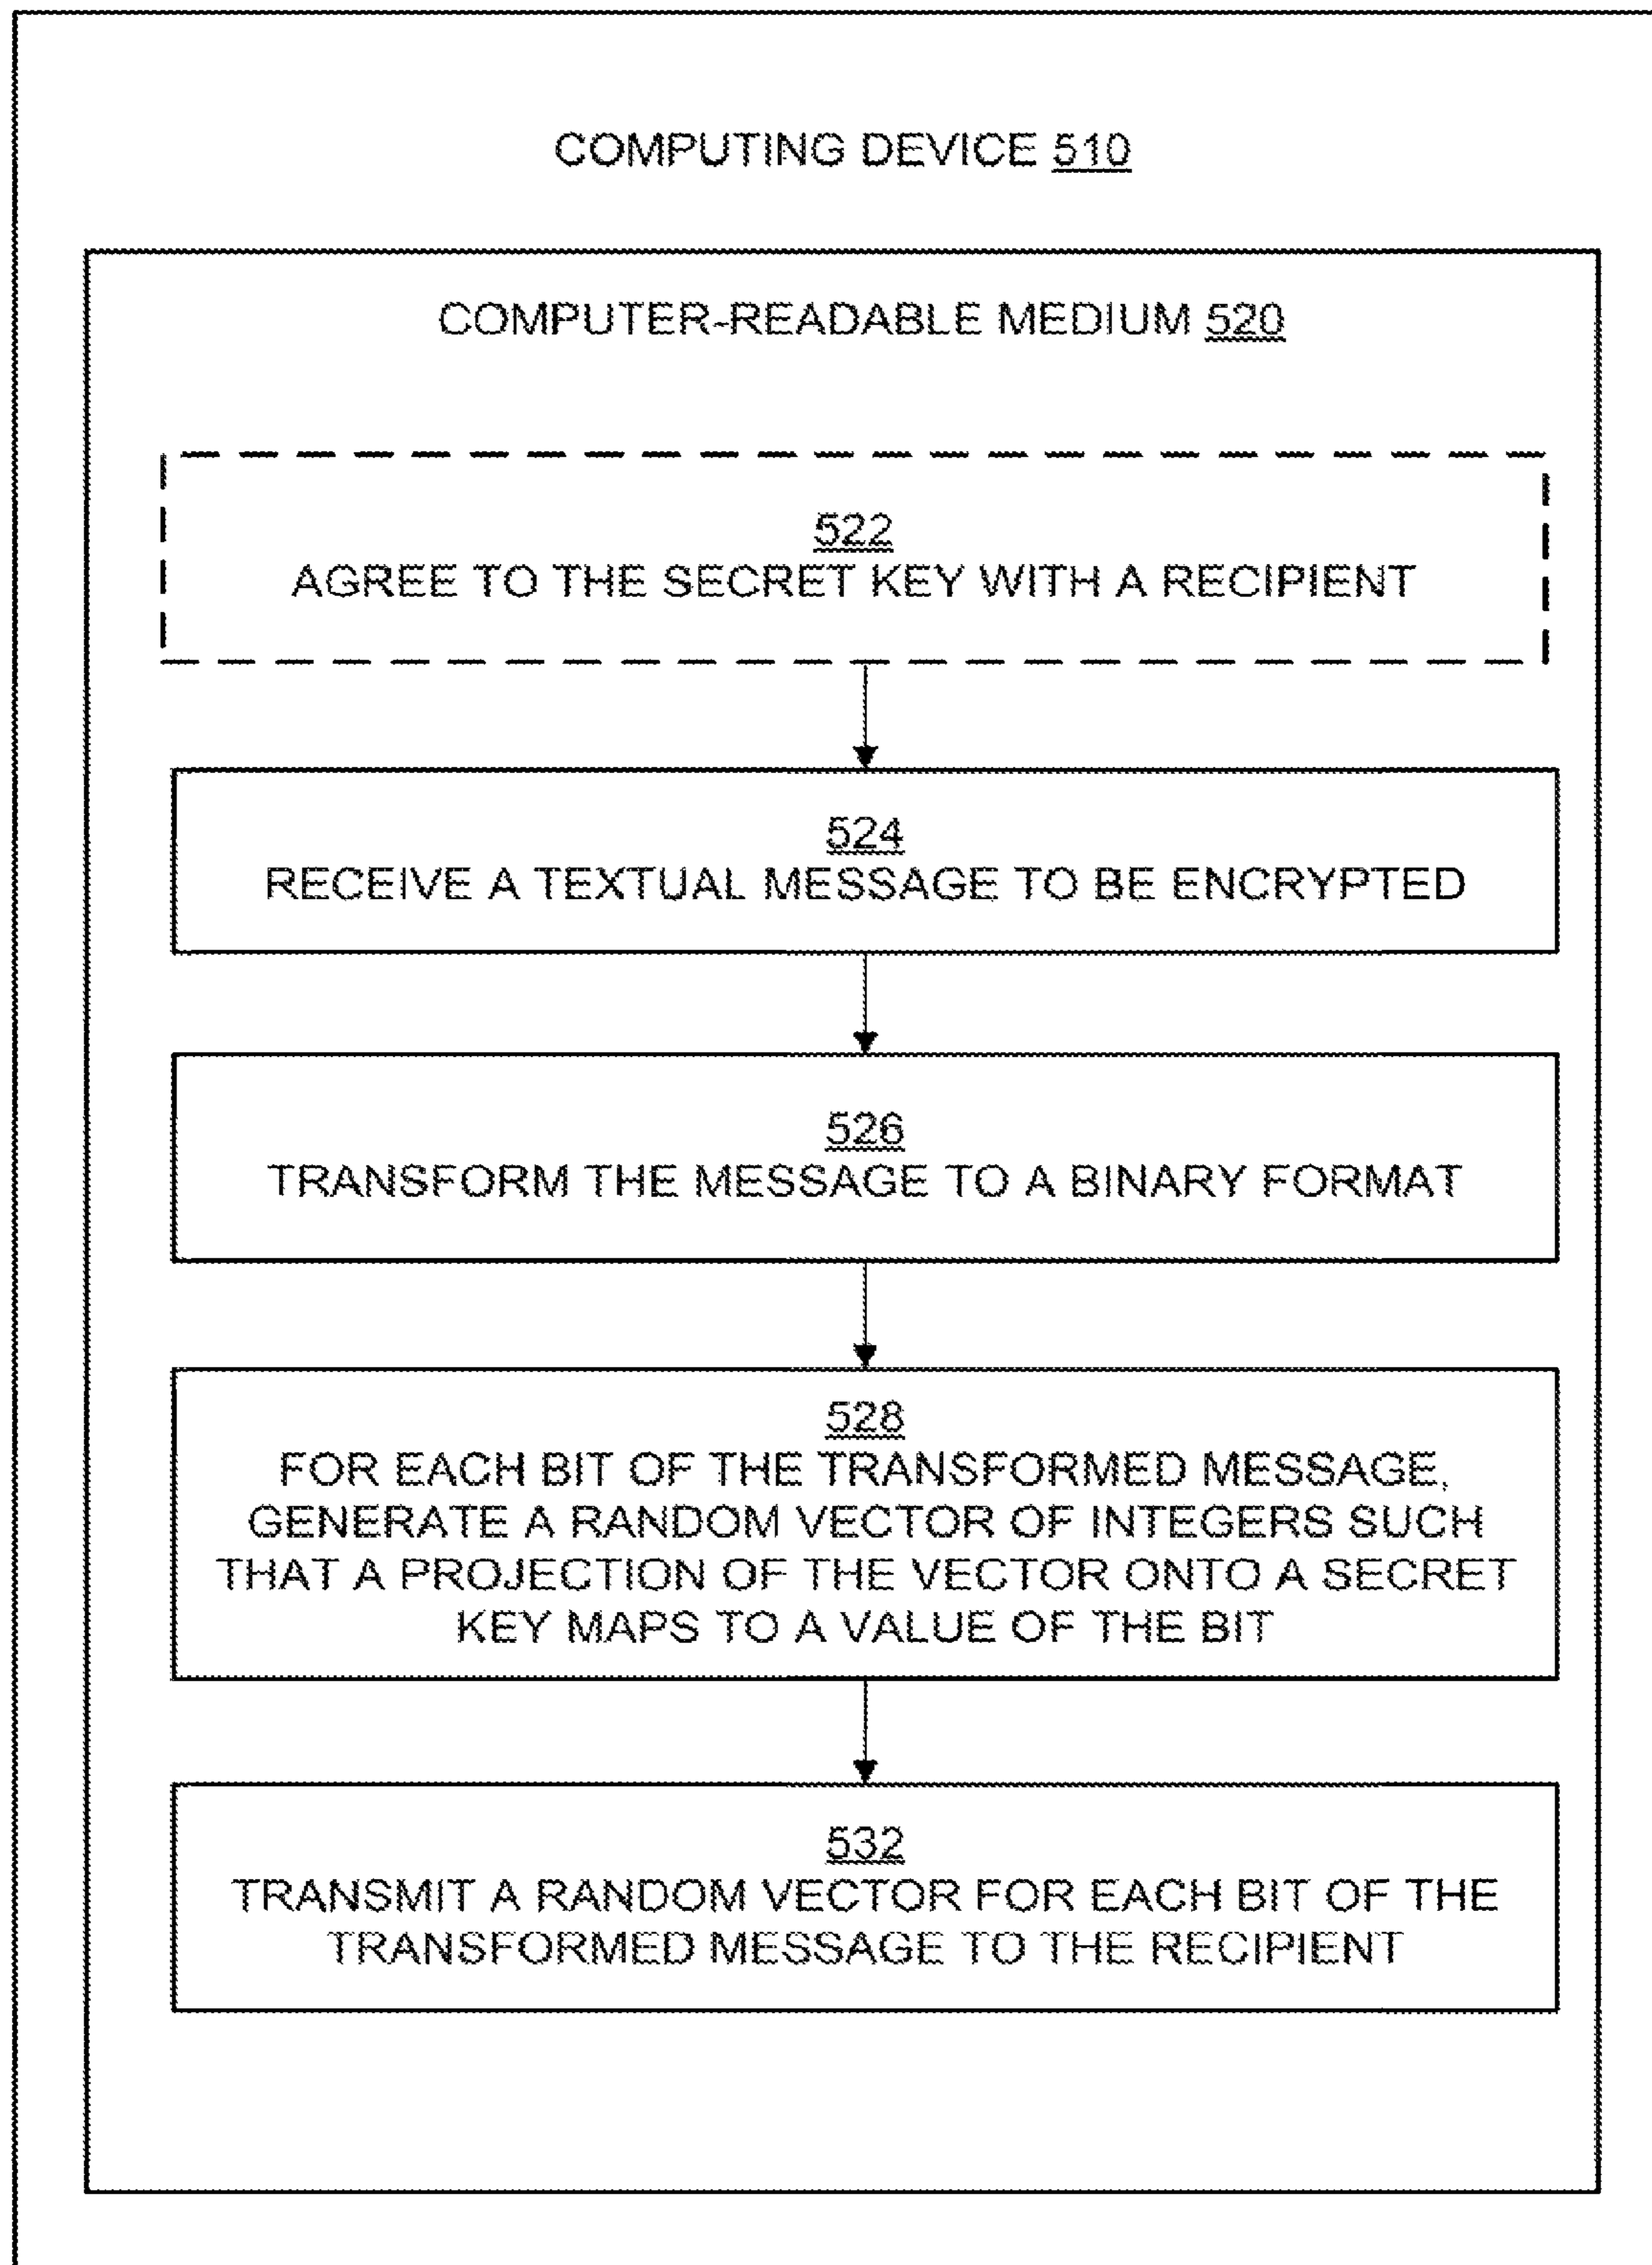 COMPUTING DEVICE 510
COMPUTER-READABLE MEDIUM 520
522
AGREE TO THE SECRET KEY WITH A RECIPIENT
524
RECEIVE A TEXTUAL MESSAGE TO BE ENCRYPTED
526
TRANSFORM THE MESSAGE TO A BINARY FORMAT
528
FOR EACH BIT OF THE TRANSFORMED MESSAGE,
GENERATE A RANDOM VECTOR OF INTEGERS SUCH
THAT A PROJECTION OF THE VECTOR ONTO A SECRET
KEY MAPS TO A VALUE OF THE BIT
532
TRANSMIT A RANDOM VECTOR FOR EACH BIT OF THE
TRANSFORMED MESSAGE TO THE RECIPIENT